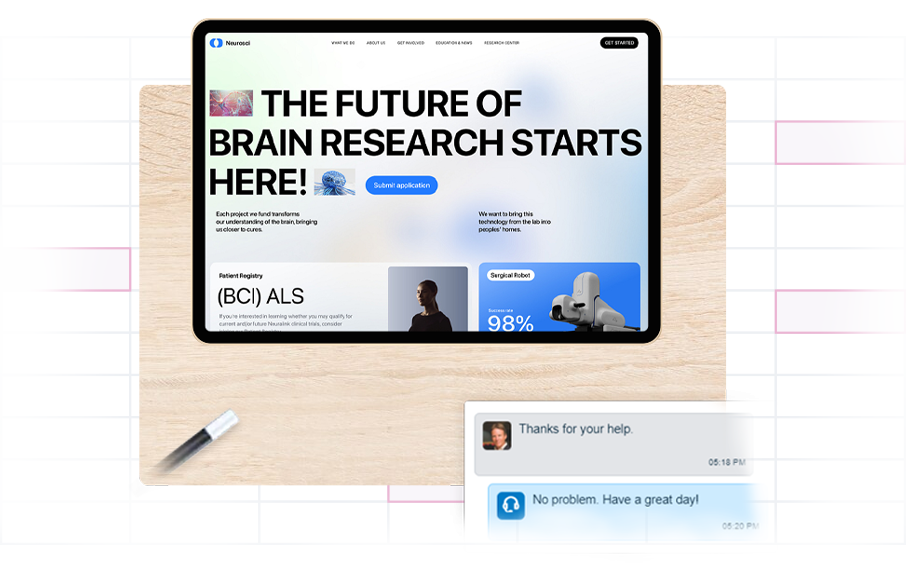 Neurosci
WHAT WE DO
ABOUT US
GET INVOLVED
EDUCATION & NEWS
RESEARCH CENTER
GET STARTED
THE FUTURE OF
BRAIN RESEARCH STARTS
HERE!
Submit application
Each project we fund transforms
our understanding of the brain, bringing
us closer to cures.
We want to bring this
technology from the lab into
peoples' homes.
Patient Registry
(BCI) ALS
If you're interested in learning whether you may qualify for
current and/or future Neuralink clinical trials, consider
Surgical Robot
Success rate
98%
Thanks for your help.
05:18 PM
No problem. Have a great day!
05:20 PM